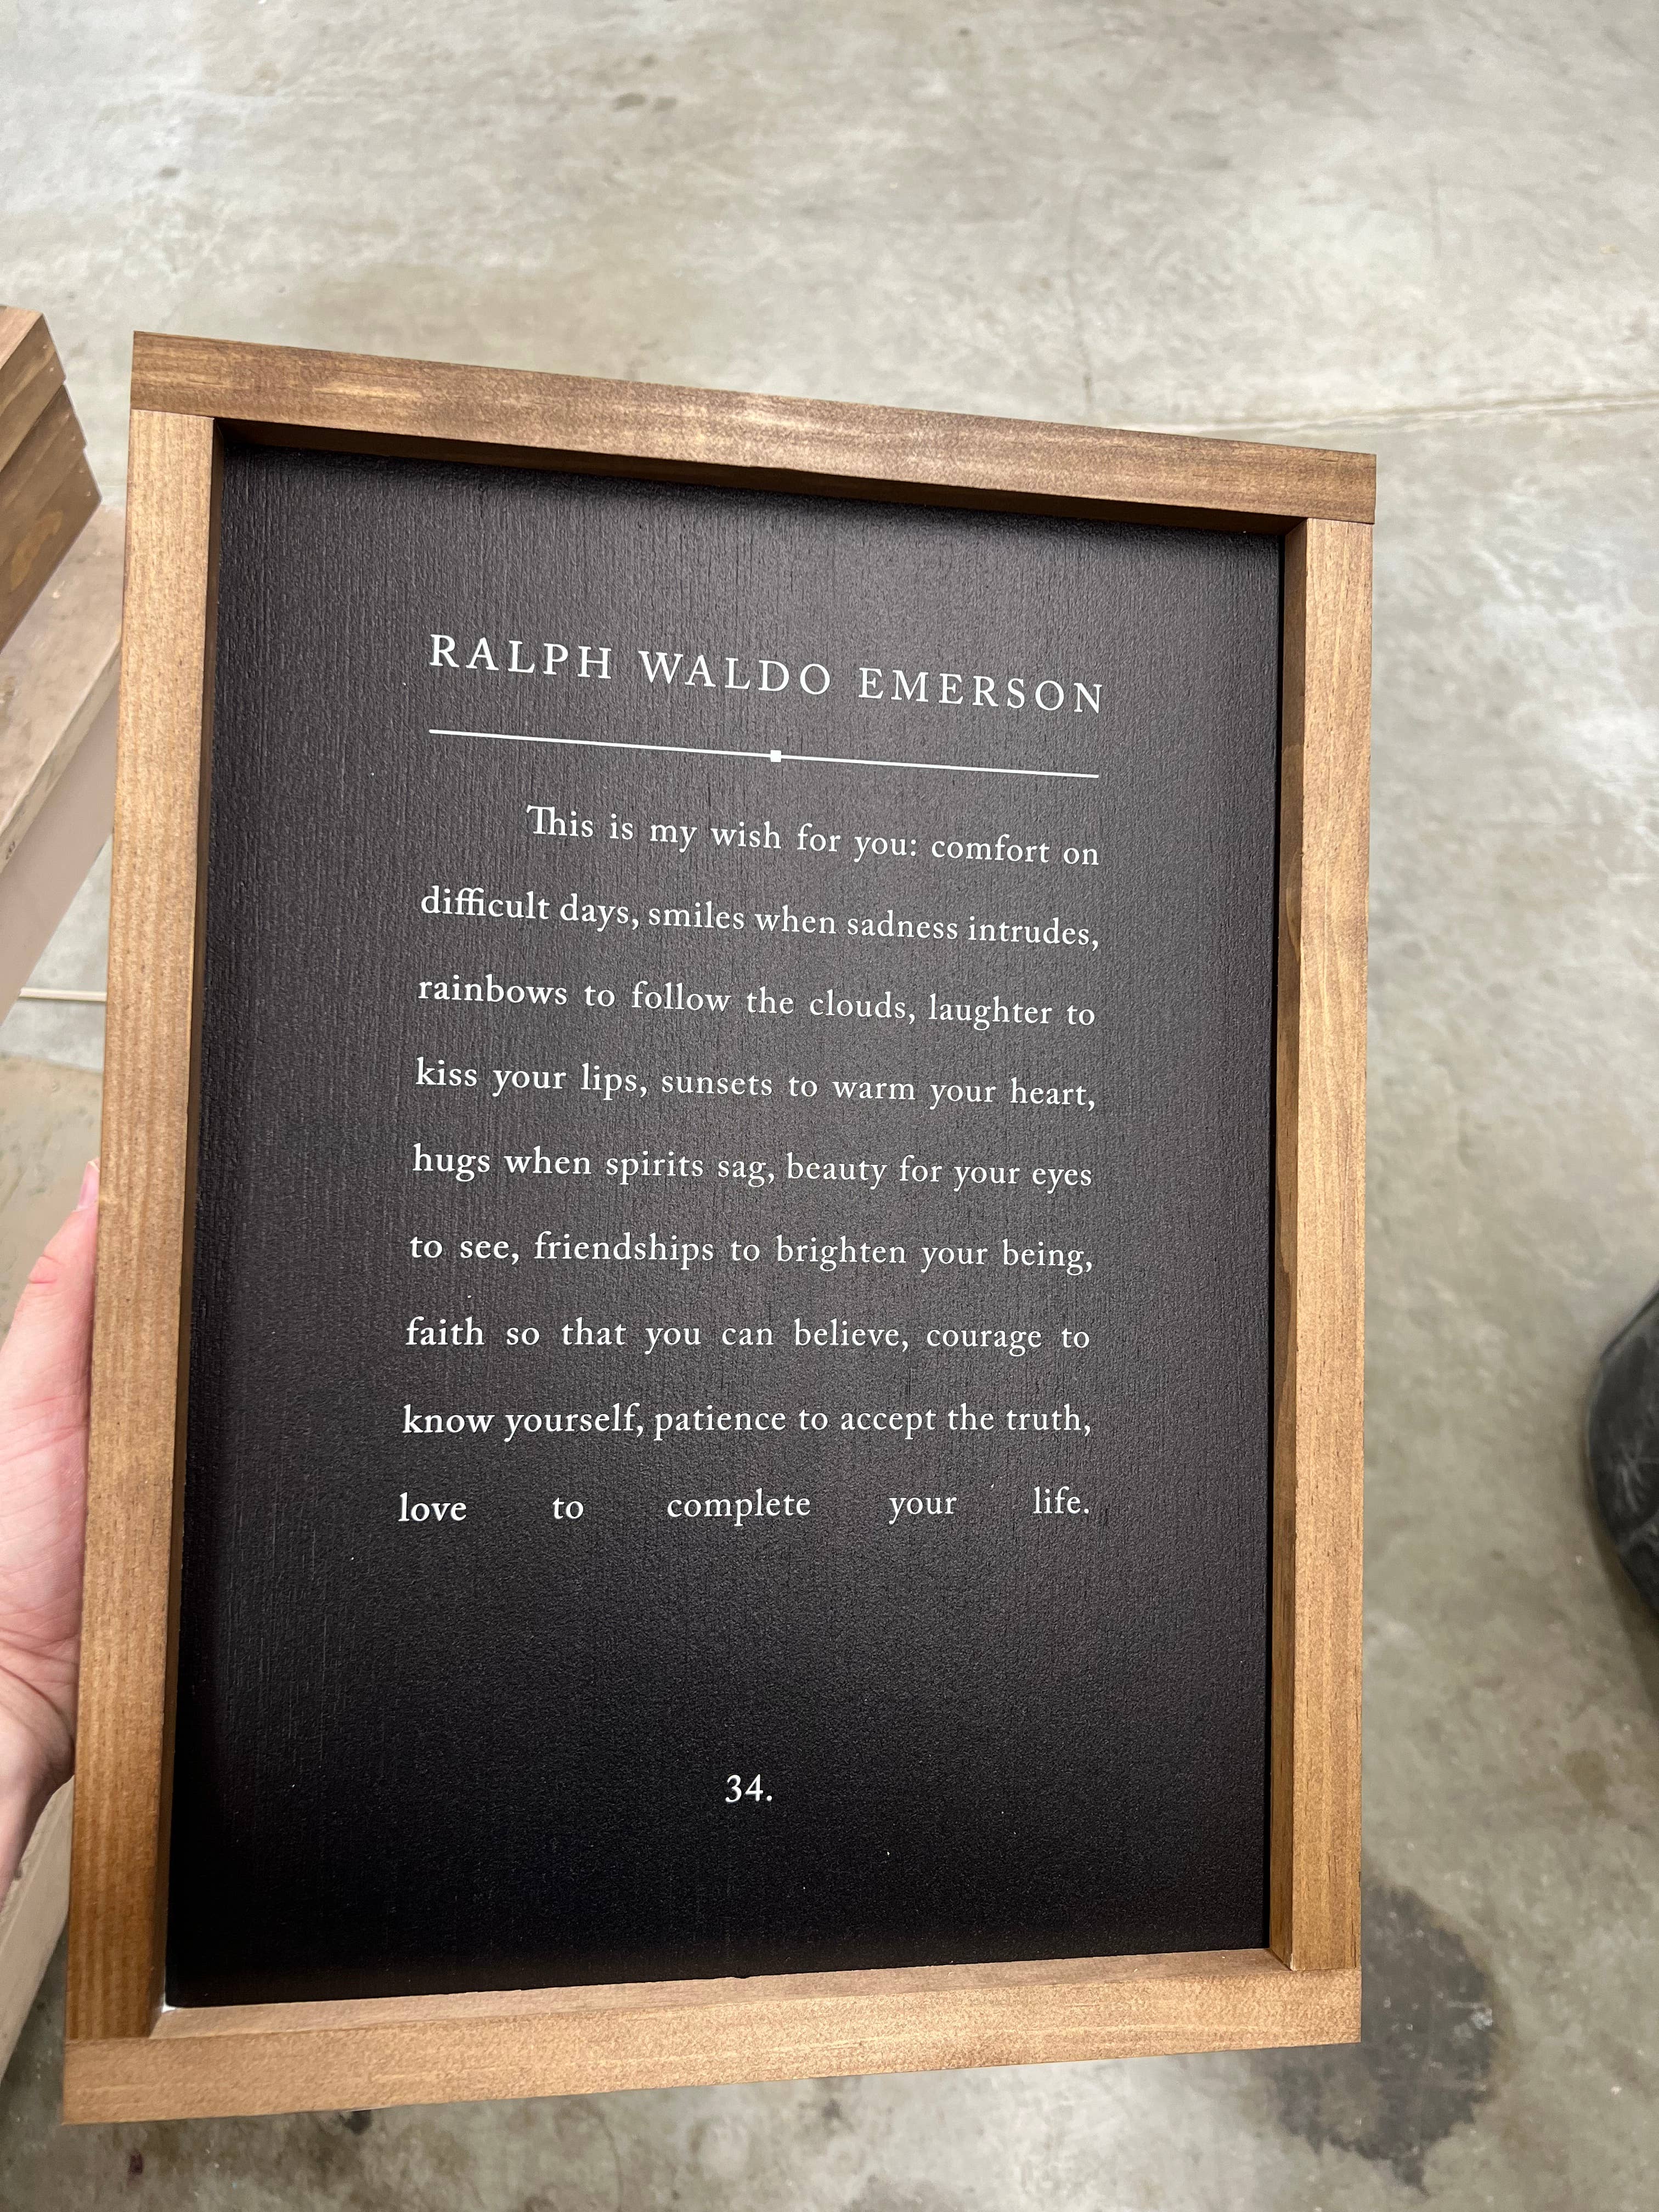 RALPH WALDO EMERSON
This is my wish for you: comfort on
difficult days, smiles when sadness intrudes,
rainbows to follow the clouds, laughter to
kiss your lips, sunsets to warm your heart,
hugs when spirits sag, beauty for your eyes
to see, friendships to brighten your being,
faith so that you can believe, courage to
know yourself, patience to accept the truth,
love to complete your life.
34.